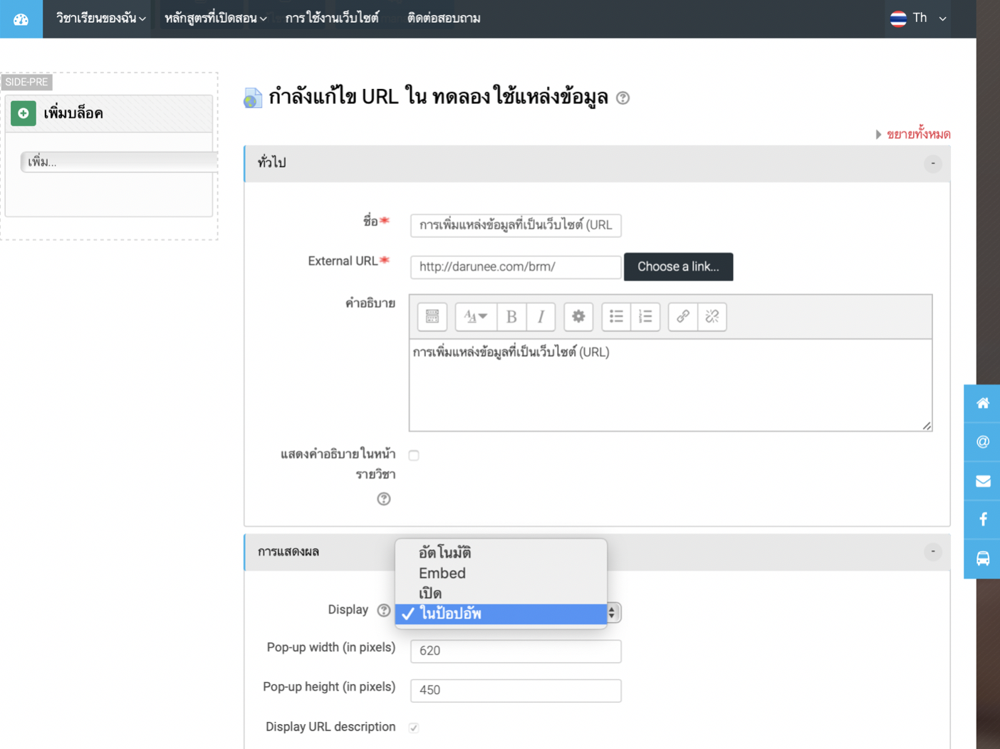 วิชาเรียนของฉัน หลักสูตรที่เปิดสอน การใช้งานเว็บไซต์ ติดต่อสอบถาม Th
SIDE-PRE
เพิ่มบล็อค
เพิ่ม...
กำลังแก้ไข URL ใน ทดลองใช้แหล่งข้อมูล
ขยายทั้งหมด
ทั่วไป
-
ชื่อ
การเพิ่มแหล่งข้อมูลที่เป็นเว็บไซต์ (URL
External URL
http://darunee.com/brm/
Choose a link...
คำอธิบาย
การเพิ่มแหล่งข้อมูลที่เป็นเว็บไซต์ (URL)
แสดงคำอธิบายในหน้า
รายวิชา
การแสดงผล
-
อัตโนมัติ
Embed
เปิด
Display ✓ ในป๊อปอัพ
Pop-up width (in pixels) 620
Pop-up height (in pixels) 450
Display URL description